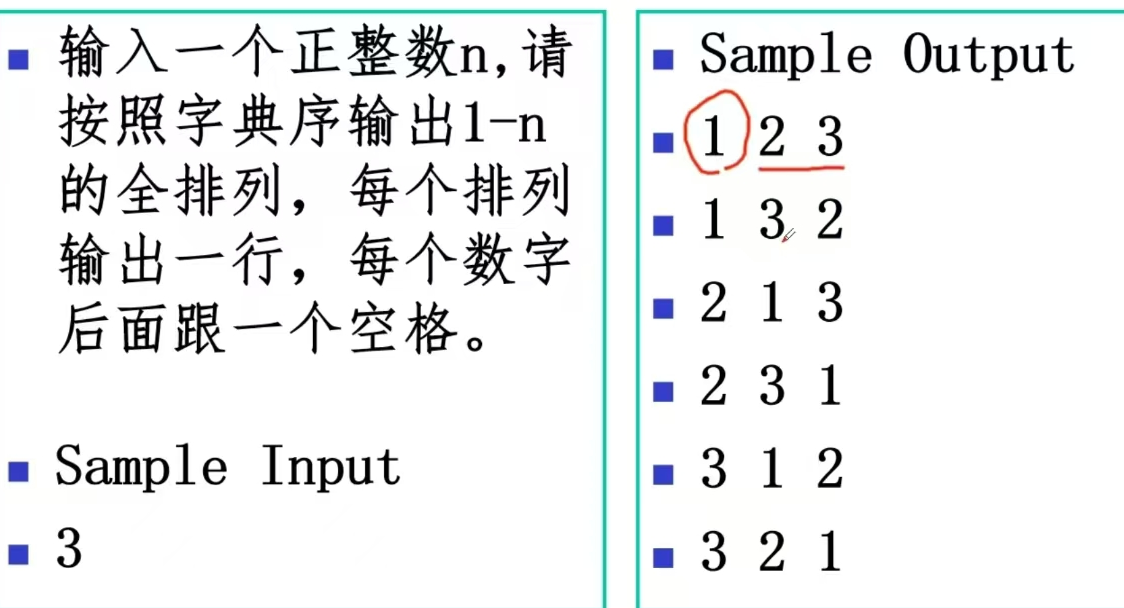 输入一个正整数n,请
按照字典序输出1-n
的全排列，每个排列
输出一行，每个数字
后面跟一个空格。
Sample Input
3
Sample Output
1 2 3
1 3 2
2 1 3
2 3 1
3 1 2
3 2 1